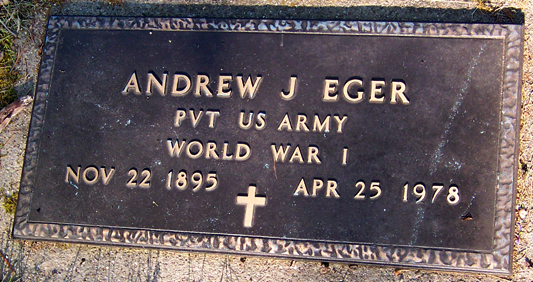 ANDREW J EGER
PVT US ARMY
WORLD WAR I
NOV 22 1895 APR 25 1978